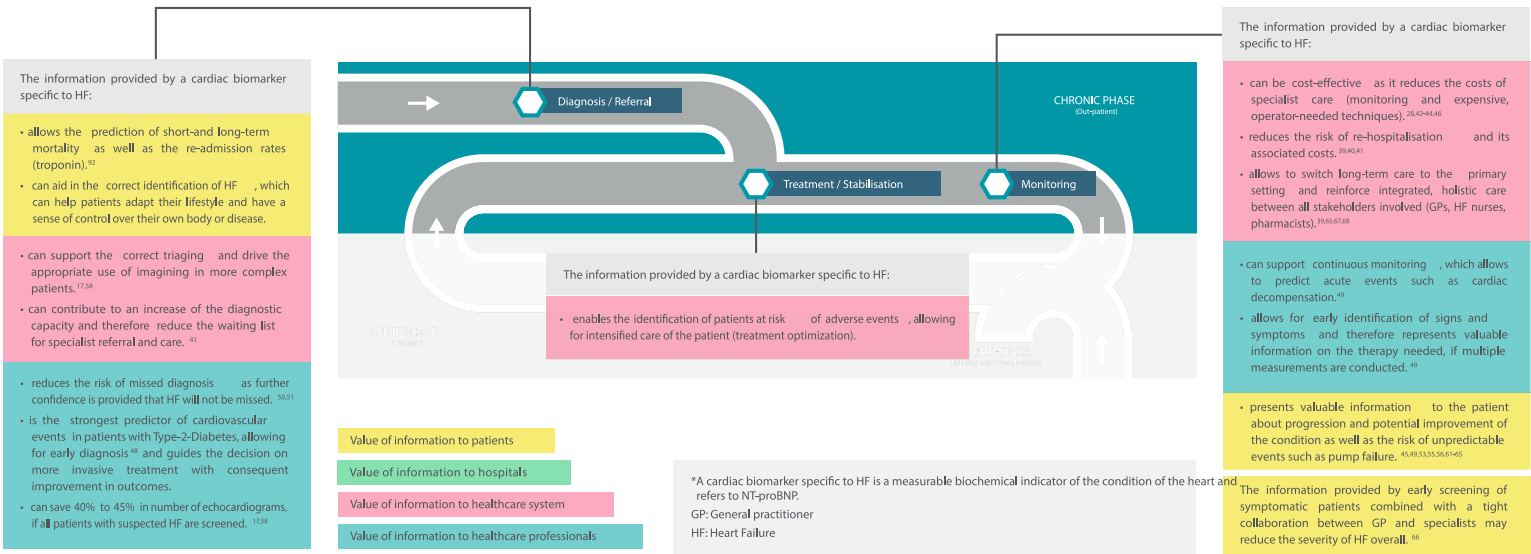 The information provided by a cardiac biomarker
specific to HF:
• allows the prediction of short-and long-term
mortality as well as the re-admission rates
(troponin).92
• can aid in the correct identification of HF , which
can help patients adapt their lifestyle and have a
sense of control over their own body or disease.
• can support the correct triaging and drive the
appropriate use of imagining in more complex
patients.17,58
• can contribute to an increase of the diagnostic
capacity and therefore reduce the waiting list
for specialist referral and care. 41
• reduces the risk of missed diagnosis as further
confidence is provided that HF will not be missed. 50,51
• is the strongest predictor of cardiovascular
events in patients with Type-2-Diabetes, allowing
for early diagnosis 48 and guides the decision on
more invasive treatment with consequent
improvement in outcomes.
• can save 40% to 45% in number of echocardiograms,
if all patients with suspected HF are screened. 17,58
Diagnosis / Referral
CHRONIC PHASE
(Out-patient)
Treatment / Stabilisation
Monitoring
The information provided by a cardiac biomarker specific to HF:
• enables the identification of patients at risk of adverse events , allowing
for intensified care of the patient (treatment optimization).
ACUTE PHASE
(In-patient)
Value of information to patients
Value of information to hospitals
Value of information to healthcare system
Value of information to healthcare professionals
*A cardiac biomarker specific to HF is a measurable biochemical indicator of the condition of the heart and
refers to NT-proBNP.
GP: General practitioner
HF: Heart Failure
The information provided by a cardiac biomarker
specific to HF:
• can be cost-effective as it reduces the costs of
specialist care (monitoring and expensive,
operator-needed techniques). 28,42-44,46
• reduces the risk of re-hospitalisation and its
associated costs. 39,40,41
• allows to switch long-term care to the primary
setting and reinforce integrated, holistic care
between all stakeholders involved (GPs, HF nurses,
pharmacists).39,65,67,68
• can support continuous monitoring , which allows
to predict acute events such as cardiac
decompensation.49
• allows for early identification of signs and
symptoms and therefore represents valuable
information on the therapy needed, if multiple
measurements are conducted. 49
• presents valuable information to the patient
about progression and potential improvement of
the condition as well as the risk of unpredictable
events such as pump failure. 45,49,53,55,56,61-65
The information provided by early screening of
symptomatic patients combined with a tight
collaboration between GP and specialists may
reduce the severity of HF overall. 66